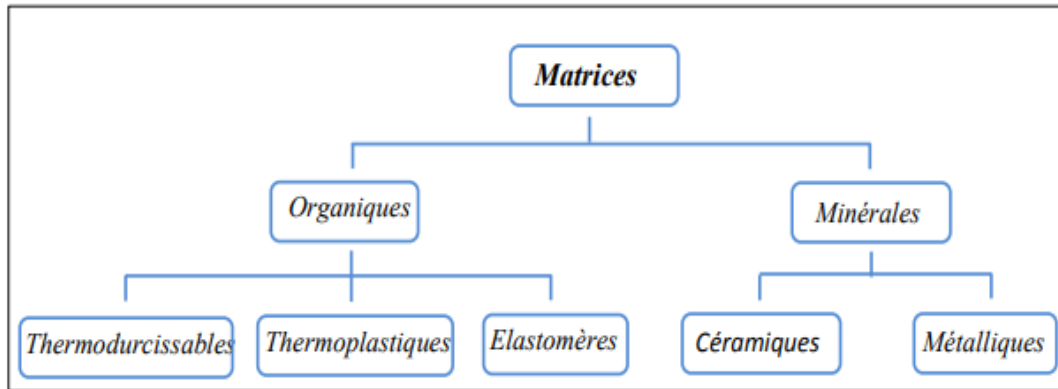 Matrices
Organiques
Minérales
Thermodurcissables
Thermoplastiques
Elastomères
Céramiques
Métalliques